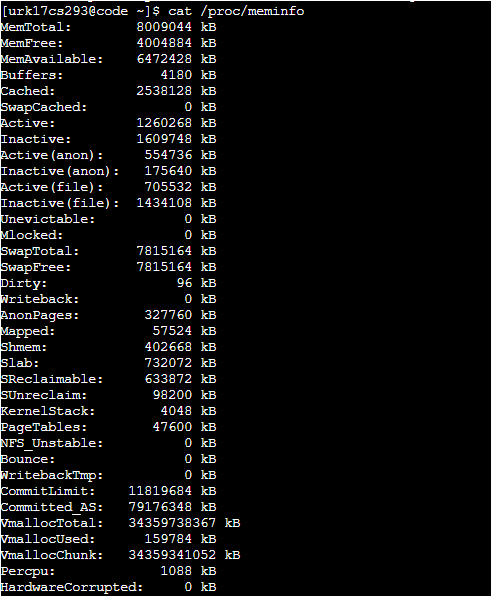 [urk17cs293@code ~]$ cat /proc/meminfo
MemTotal:        8009044 kB
MemFree:         4004884 kB
MemAvailable:    6472428 kB
Buffers:            4180 kB
Cached:          2538128 kB
SwapCached:            0 kB
Active:          1260268 kB
Inactive:        1609748 kB
Active(anon):     554736 kB
Inactive(anon):   175640 kB
Active(file):     705532 kB
Inactive(file):  1434108 kB
Unevictable:           0 kB
Mlocked:               0 kB
SwapTotal:       7815164 kB
SwapFree:        7815164 kB
Dirty:                96 kB
Writeback:             0 kB
AnonPages:        327760 kB
Mapped:            57524 kB
Shmem:            402668 kB
Slab:             732072 kB
SReclaimable:     633872 kB
SUnreclaim:        98200 kB
KernelStack:        4048 kB
PageTables:        47600 kB
NFS_Unstable:          0 kB
Bounce:                0 kB
WritebackTmp:          0 kB
CommitLimit:    11819684 kB
Committed_AS:   79176348 kB
VmallocTotal:   34359738367 kB
VmallocUsed:      159784 kB
VmallocChunk:   34359341052 kB
Percpu:             1088 kB
HardwareCorrupted:     0 kB